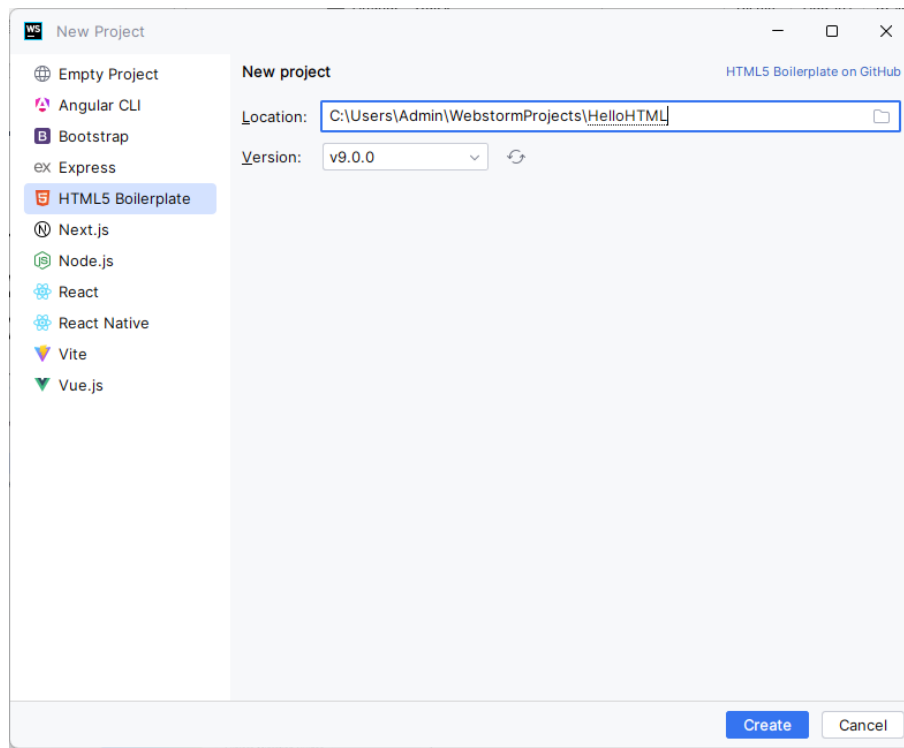 WS New Project
Empty Project
Angular CLI
B Bootstrap
ex Express
5 HTML5 Boilerplate
N Next.js
JS Node.js
React
React Native
Vite
Vue.js
New project
HTML5 Boilerplate on GitHub
Location: C:\Users\Admin\WebstormProjects\HelloHTML
Version: v9.0.0
Create Cancel